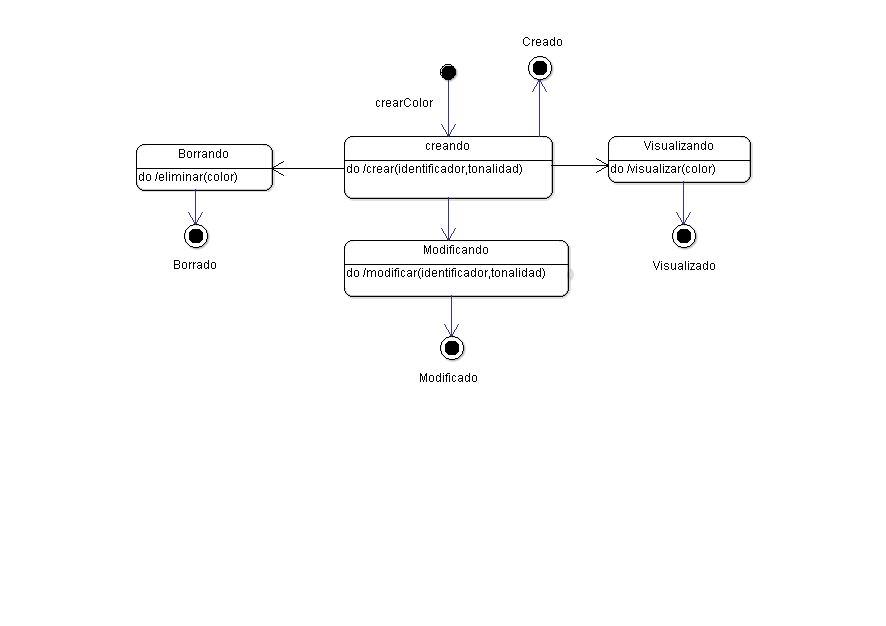 Creado
crearColor
creando
do /crear(identificador,tonalidad)
Borrando
do /eliminar(color)
Visualizando
do /visualizar(color)
Borrado
Modificando
do /modificar(identificador,tonalidad)
Visualizado
Modificado